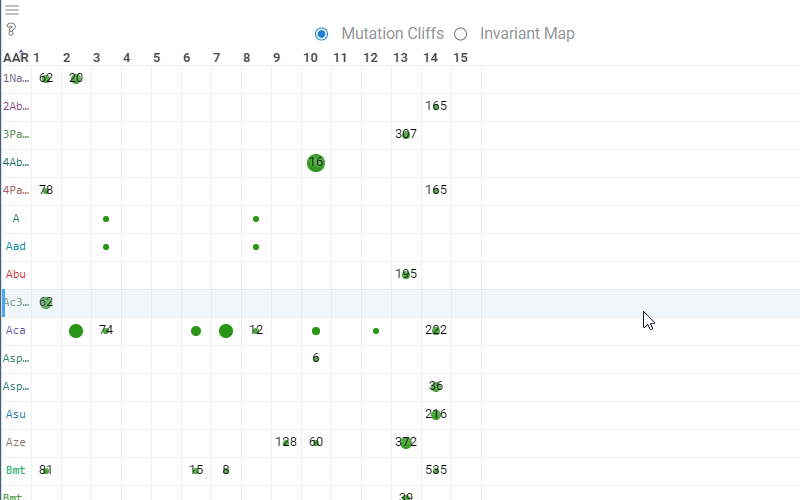 Mutation Cliffs Invariant Map
AAR 1 2 3 4 5 6 7 8 9 10 11 12 13 14 15
1Na… 62 20
2Ab… 165
3Pa… 307
4Ab… 16
4Pa… 78 165
A
Aad
Abu 195
Ac3… 62
Aca 74 12 222
Asp… 6
Asp… 36
Asu 216
Aze 128 60 372
Bmt 81 15 8 535
Bmt… 39